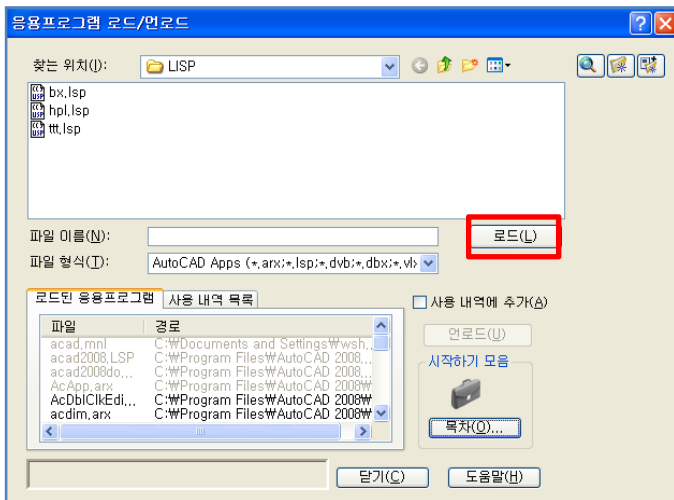 응용프로그램 로드/언로드
찾는 위치(I):
LISP
bx.lsp
hpl.lsp
ttt.lsp
파일 이름(N):
로드(L)
파일 형식(T):
AutoCAD Apps (*.arx;*.lsp;*.dvb;*.dbx;*.vl
로드된 응용프로그램 사용 내역 목록
사용 내역에 추가(A)
파일 경로
언로드(U)
acad.mnl C:₩Documents and Settings₩wsh..
acad2008.LSP C:₩Program Files₩AutoCAD 2008...
acad2008do... C:₩Program Files₩AutoCAD 2008...
AcApp.arx C:₩Program Files₩AutoCAD 2008₩
AcDblClkEdi... C:₩Program Files₩AutoCAD 2008₩
acdim.arx C:₩Program Files₩AutoCAD 2008₩
시작하기 모음
목차(O)...
닫기(C)
도움말(H)